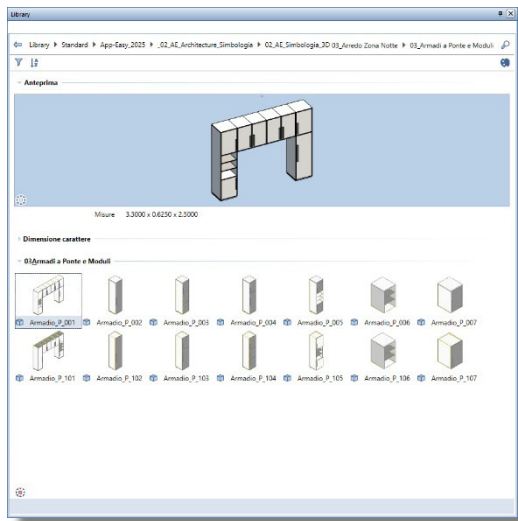 Library
Library ▸ Standard ▸ App-Easy_2025 ▸ _02_AE_Architecture_Simbologia ▸ 02_AE_Simbologia_3D 03_Arredo Zona Notte ▸ 03_Armadi a Ponte e Moduli
Anteprima
Misure 3.3000 x 0.6250 x 2.5000
Dimensione carattere
03_Armadi a Ponte e Moduli
Armadio_P_001 Armadio_P_002 Armadio_P_003 Armadio_P_004 Armadio_P_005 Armadio_P_006 Armadio_P_007
Armadio_P_101 Armadio_P_102 Armadio_P_103 Armadio_P_104 Armadio_P_105 Armadio_P_106 Armadio_P_107